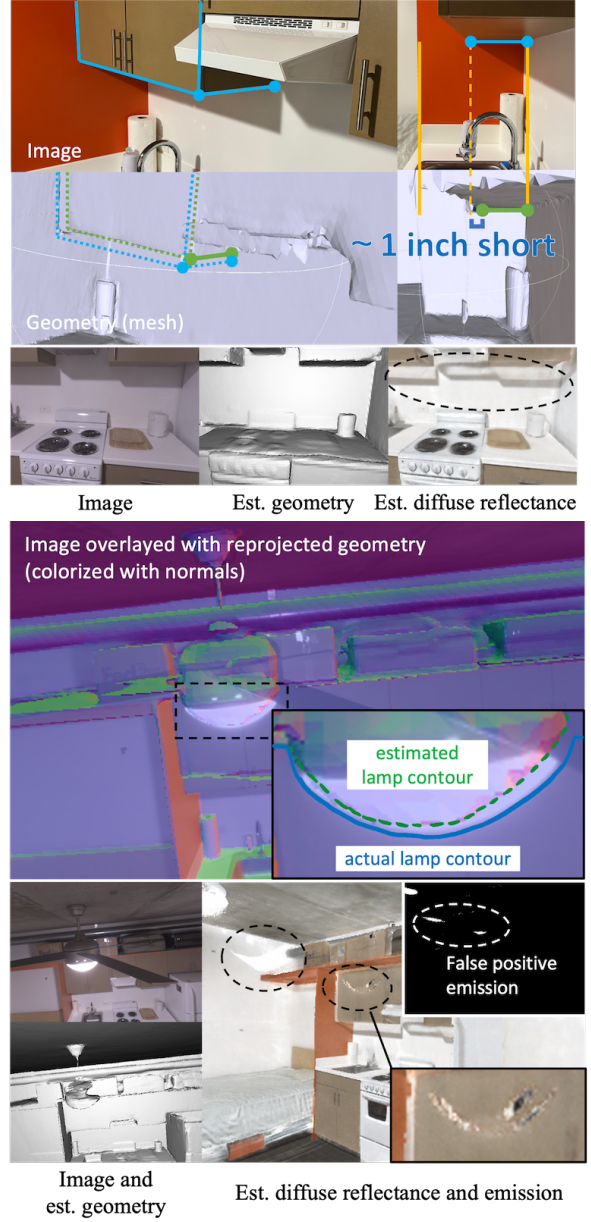 Image
~ 1 inch short
Geometry (mesh)
Image
Est. geometry
Est. diffuse reflectance
Image overlayed with reprojected geometry
(colorized with normals)
estimated
lamp contour
actual lamp contour
False positive
emission
Image and
est. geometry
Est. diffuse reflectance and emission